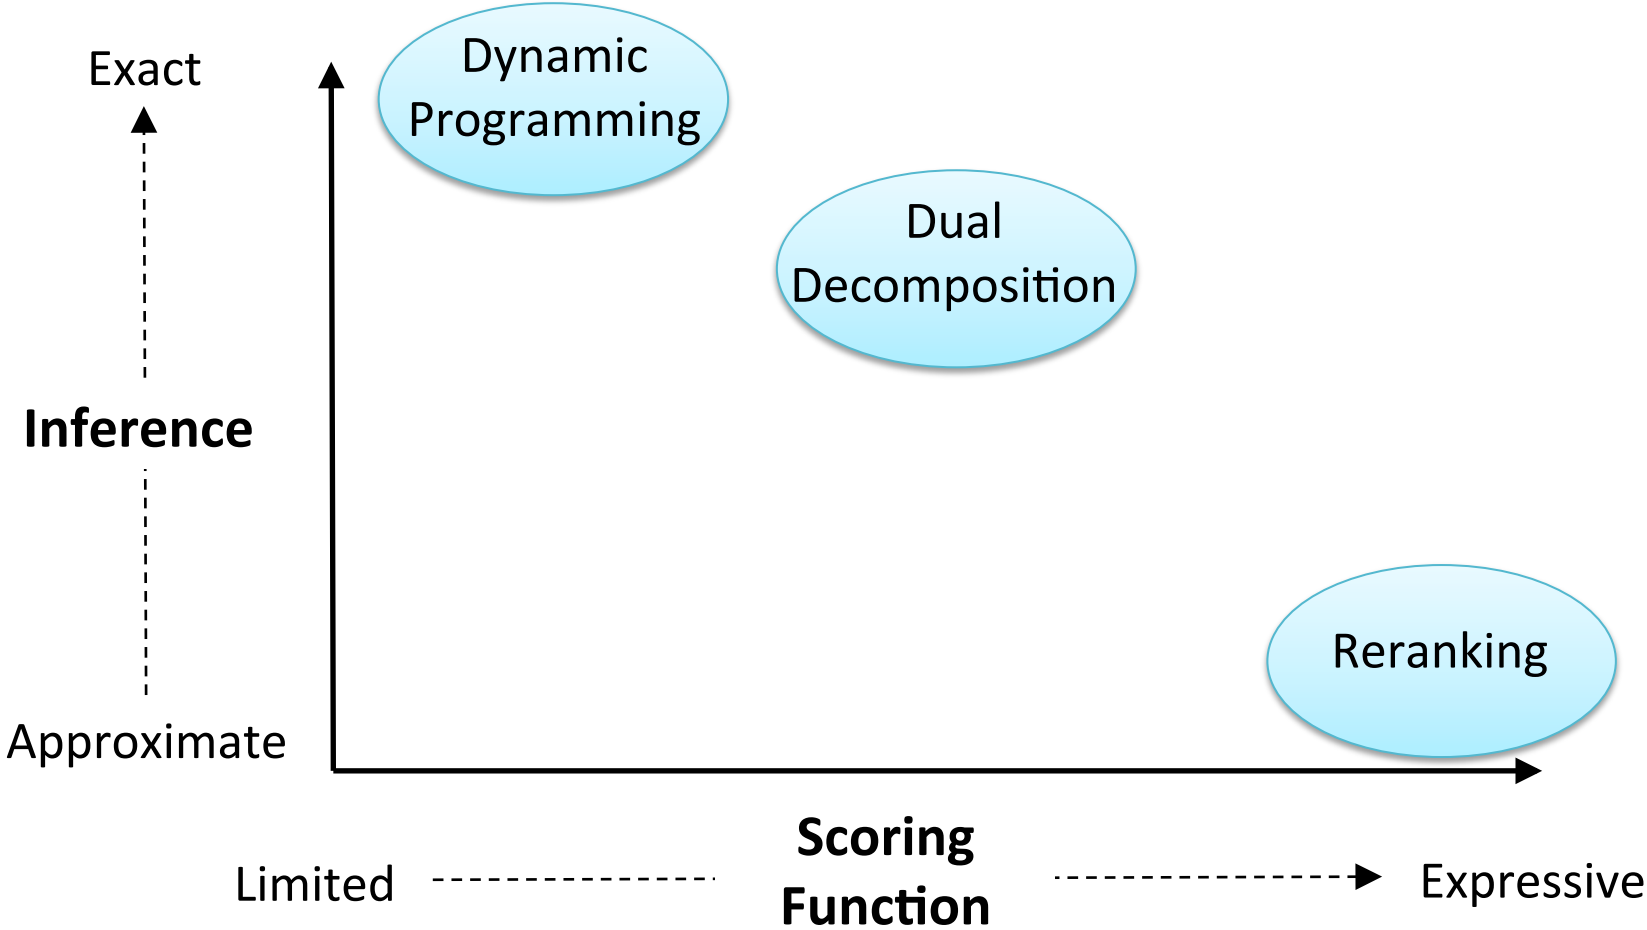 Exact
Dynamic
Programming
Dual
Decomposition
Inference
Reranking
Approximate
Scoring
Function
Limited
Expressive